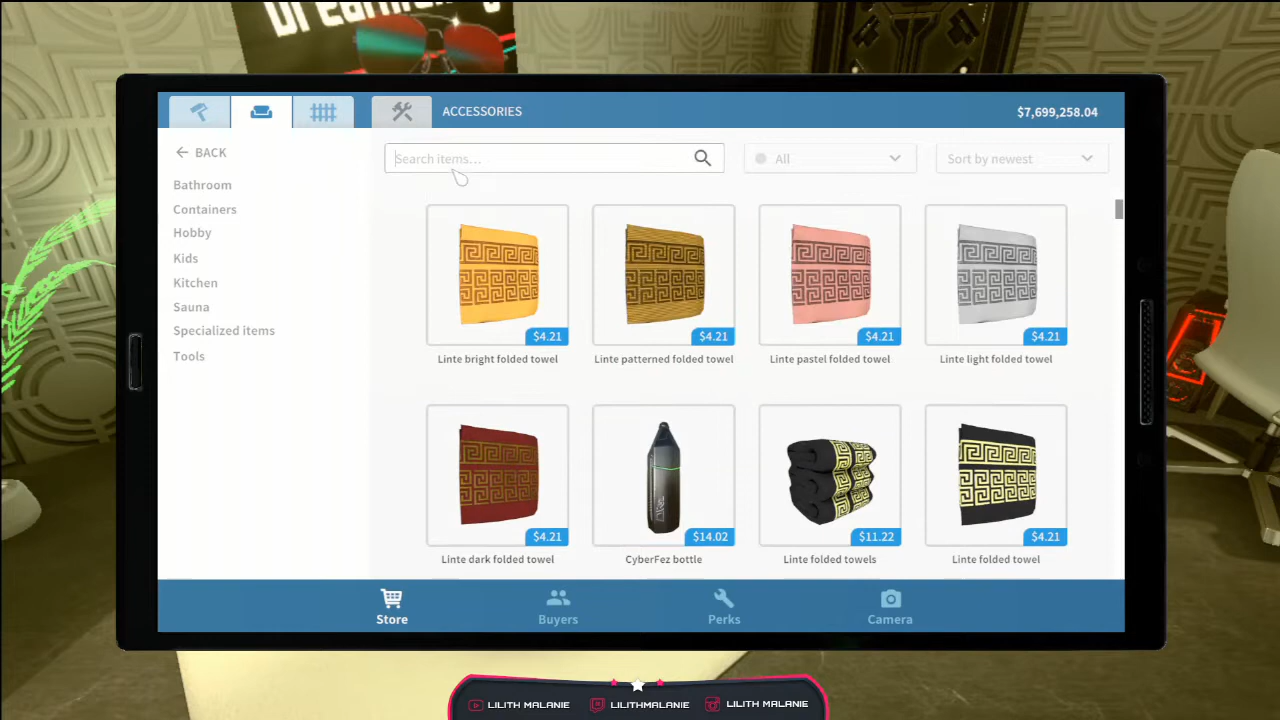 ACCESSORIES
$7,699,258.04
BACK
Search items...
All
Sort by newest
Bathroom
Containers
Hobby
Kids
Kitchen
Sauna
Specialized items
Tools
$4.21
$4.21
$4.21
$4.21
Linte bright folded towel
Linte patterned folded towel
Linte pastel folded towel
Linte light folded towel
$4.21
$14.02
$11.22
$4.21
Linte dark folded towel
CyberFez bottle
Linte folded towels
Linte folded towel
Store
Buyers
Perks
Camera
LILITH MALANIE
LILITHMALANIE
LILITH MALANIE